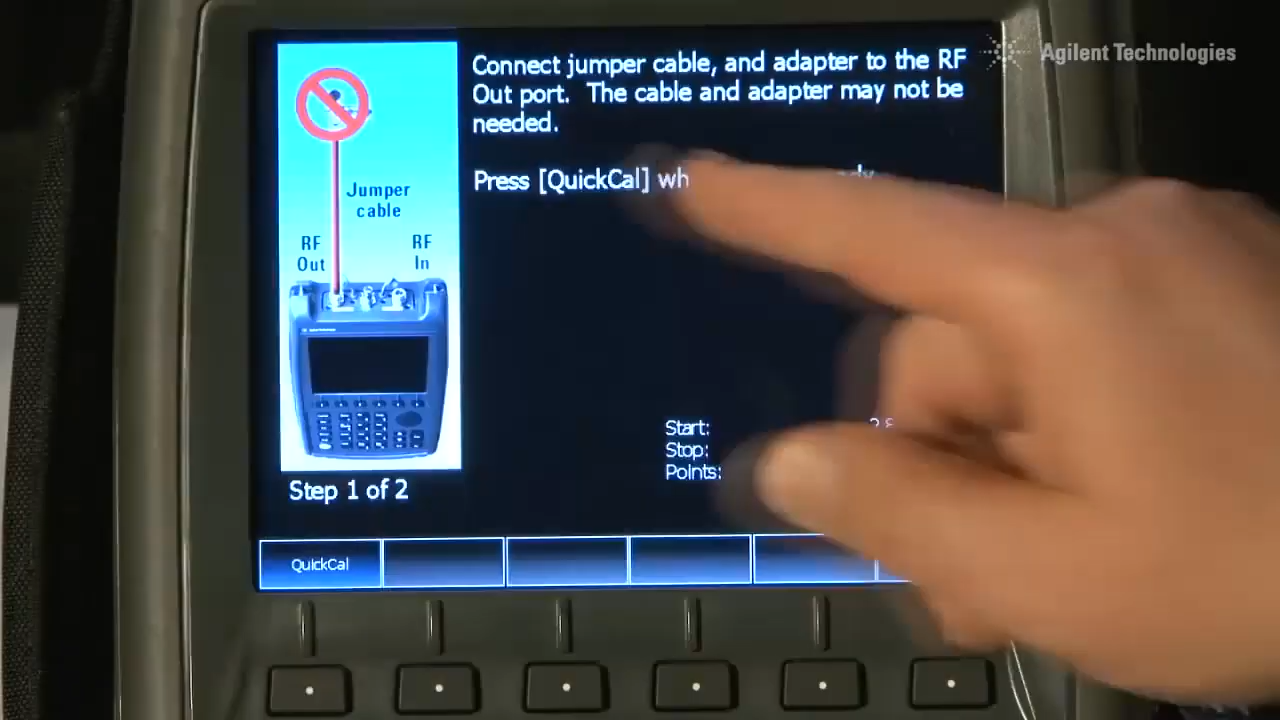 Connect jumper cable, and adapter to the RF
Out port. The cable and adapter may not be
needed.
Press [QuickCal]
Jumper
cable
RF
Out
RF
In
Start:
Stop:
Points:
Step 1 of 2
QuickCal
Agilent Technologies